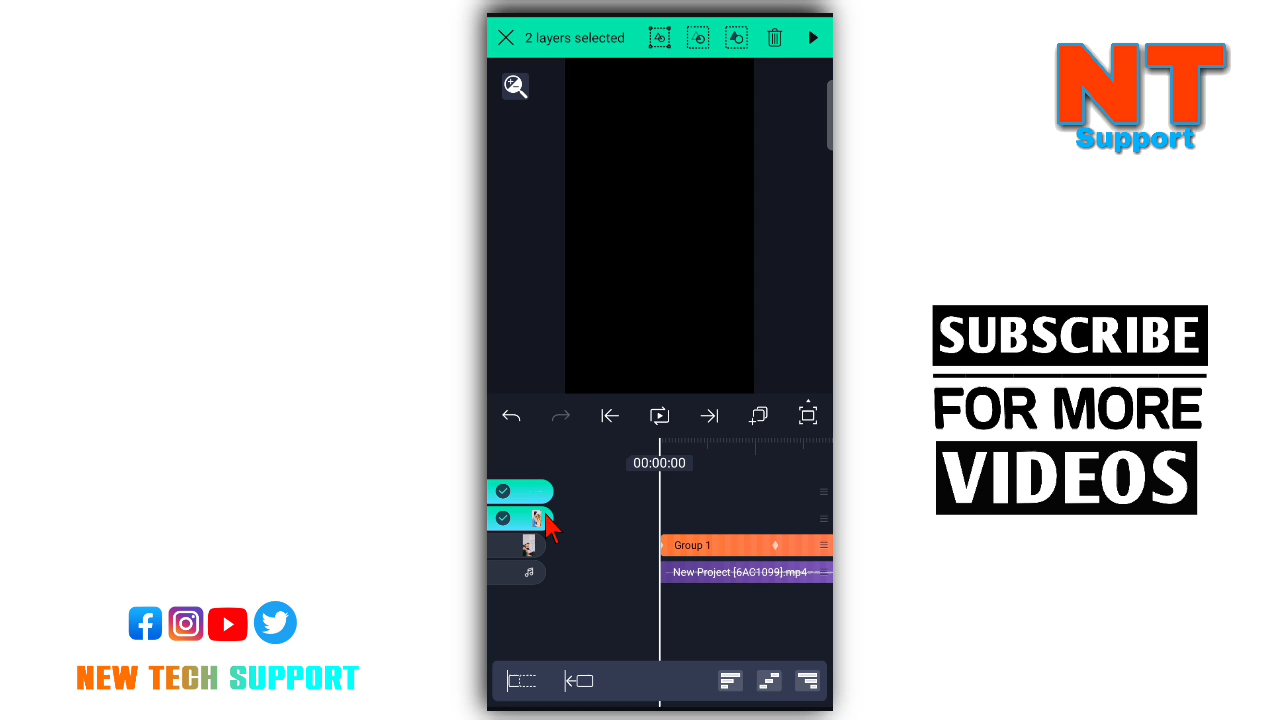 2 layers selected
NT
Support
SUBSCRIBE
FOR MORE
VIDEOS
00:00:00
Group 1
New Project [6AC1099].mp4
NEW TECH SUPPORT